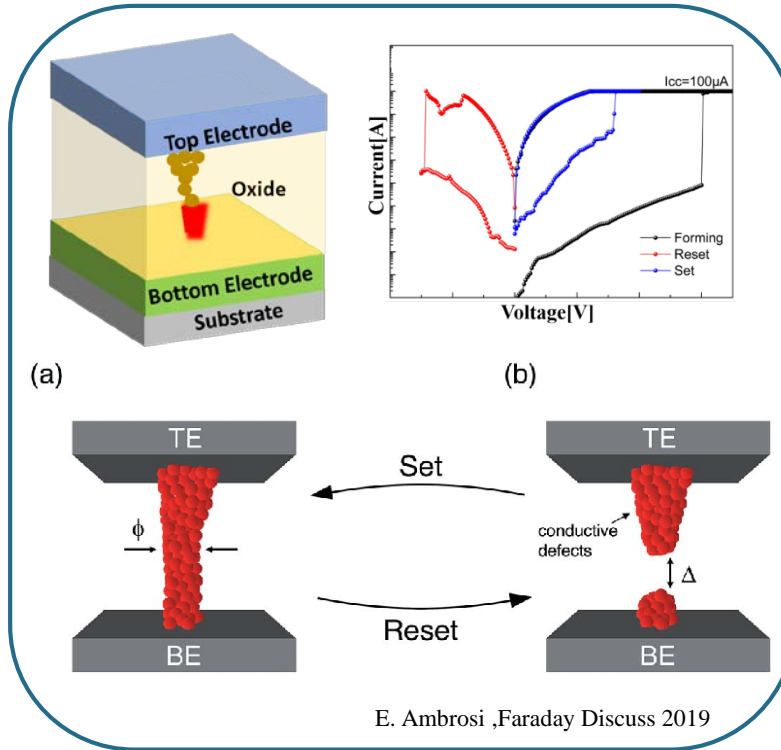 Top Electrode
Oxide
Bottom Electrode
Substrate
Icc=100µA
Current[A]
Forming
Reset
Set
Voltage[V]
(a)
(b)
TE
Set
TE
ϕ
conductive
defects
Δ
Reset
BE
BE
E. Ambrosi ,Faraday Discuss 2019